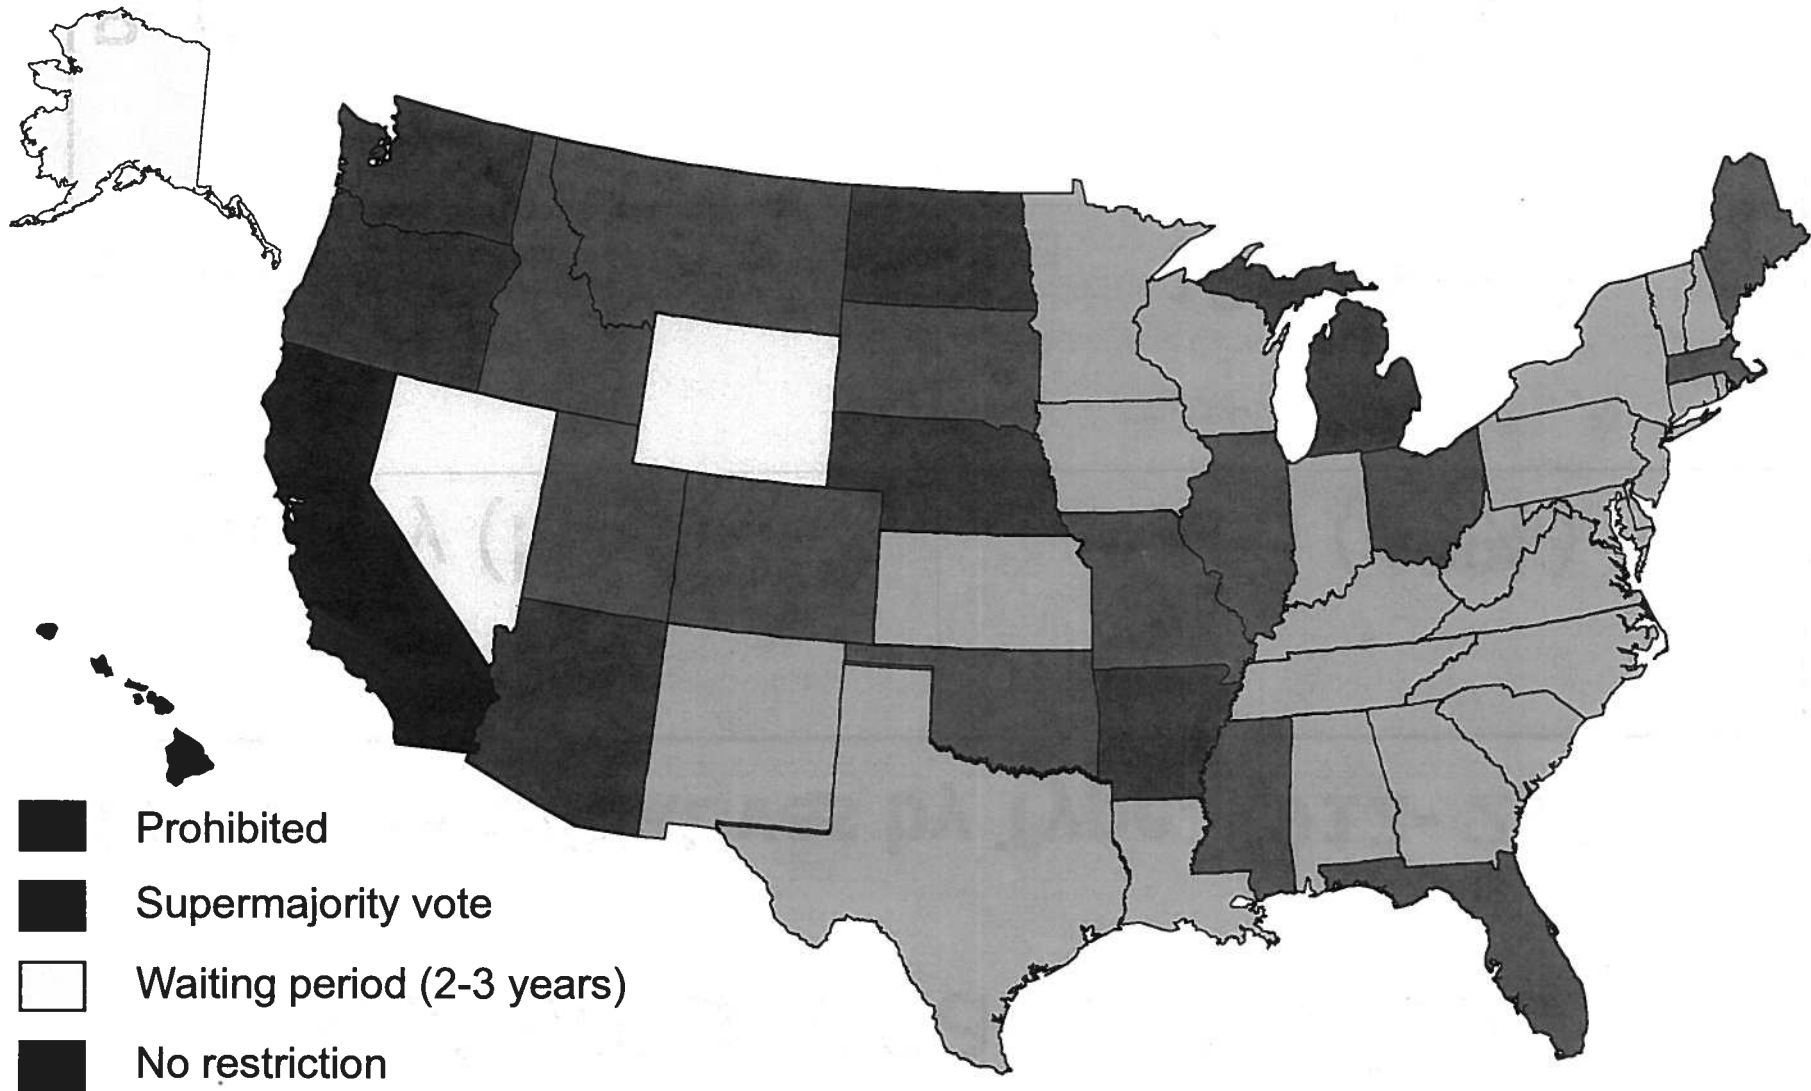 Prohibited
Supermajority vote
Waiting period (2-3 years)
No restriction